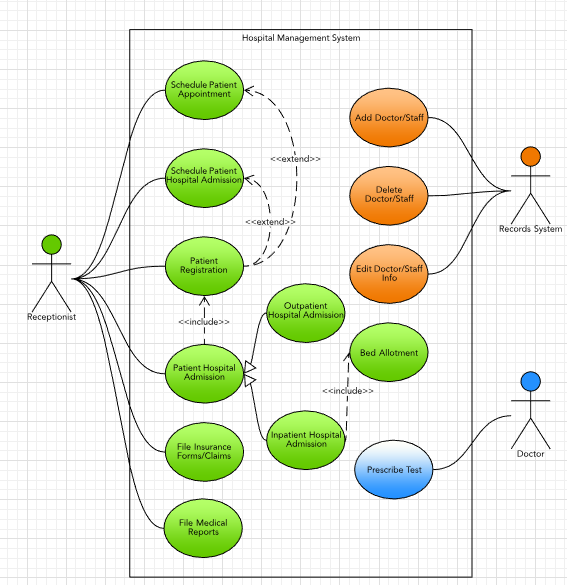 Hospital Management System
Schedule Patient
Appointment
Add Doctor/Staff
<<extend>>
Schedule Patient
Hospital Admission
Delete
Doctor/Staff
<<extend>>
Records System
Patient
Registration
Edit Doctor/Staff
Info
Receptionist
Outpatient
Hospital Admission
<<include>>
Bed Allotment
Patient Hospital
Admission
<<include>>
Inpatient Hospital
Admission
File Insurance
Forms/Claims
Doctor
Prescribe Test
File Medical
Reports